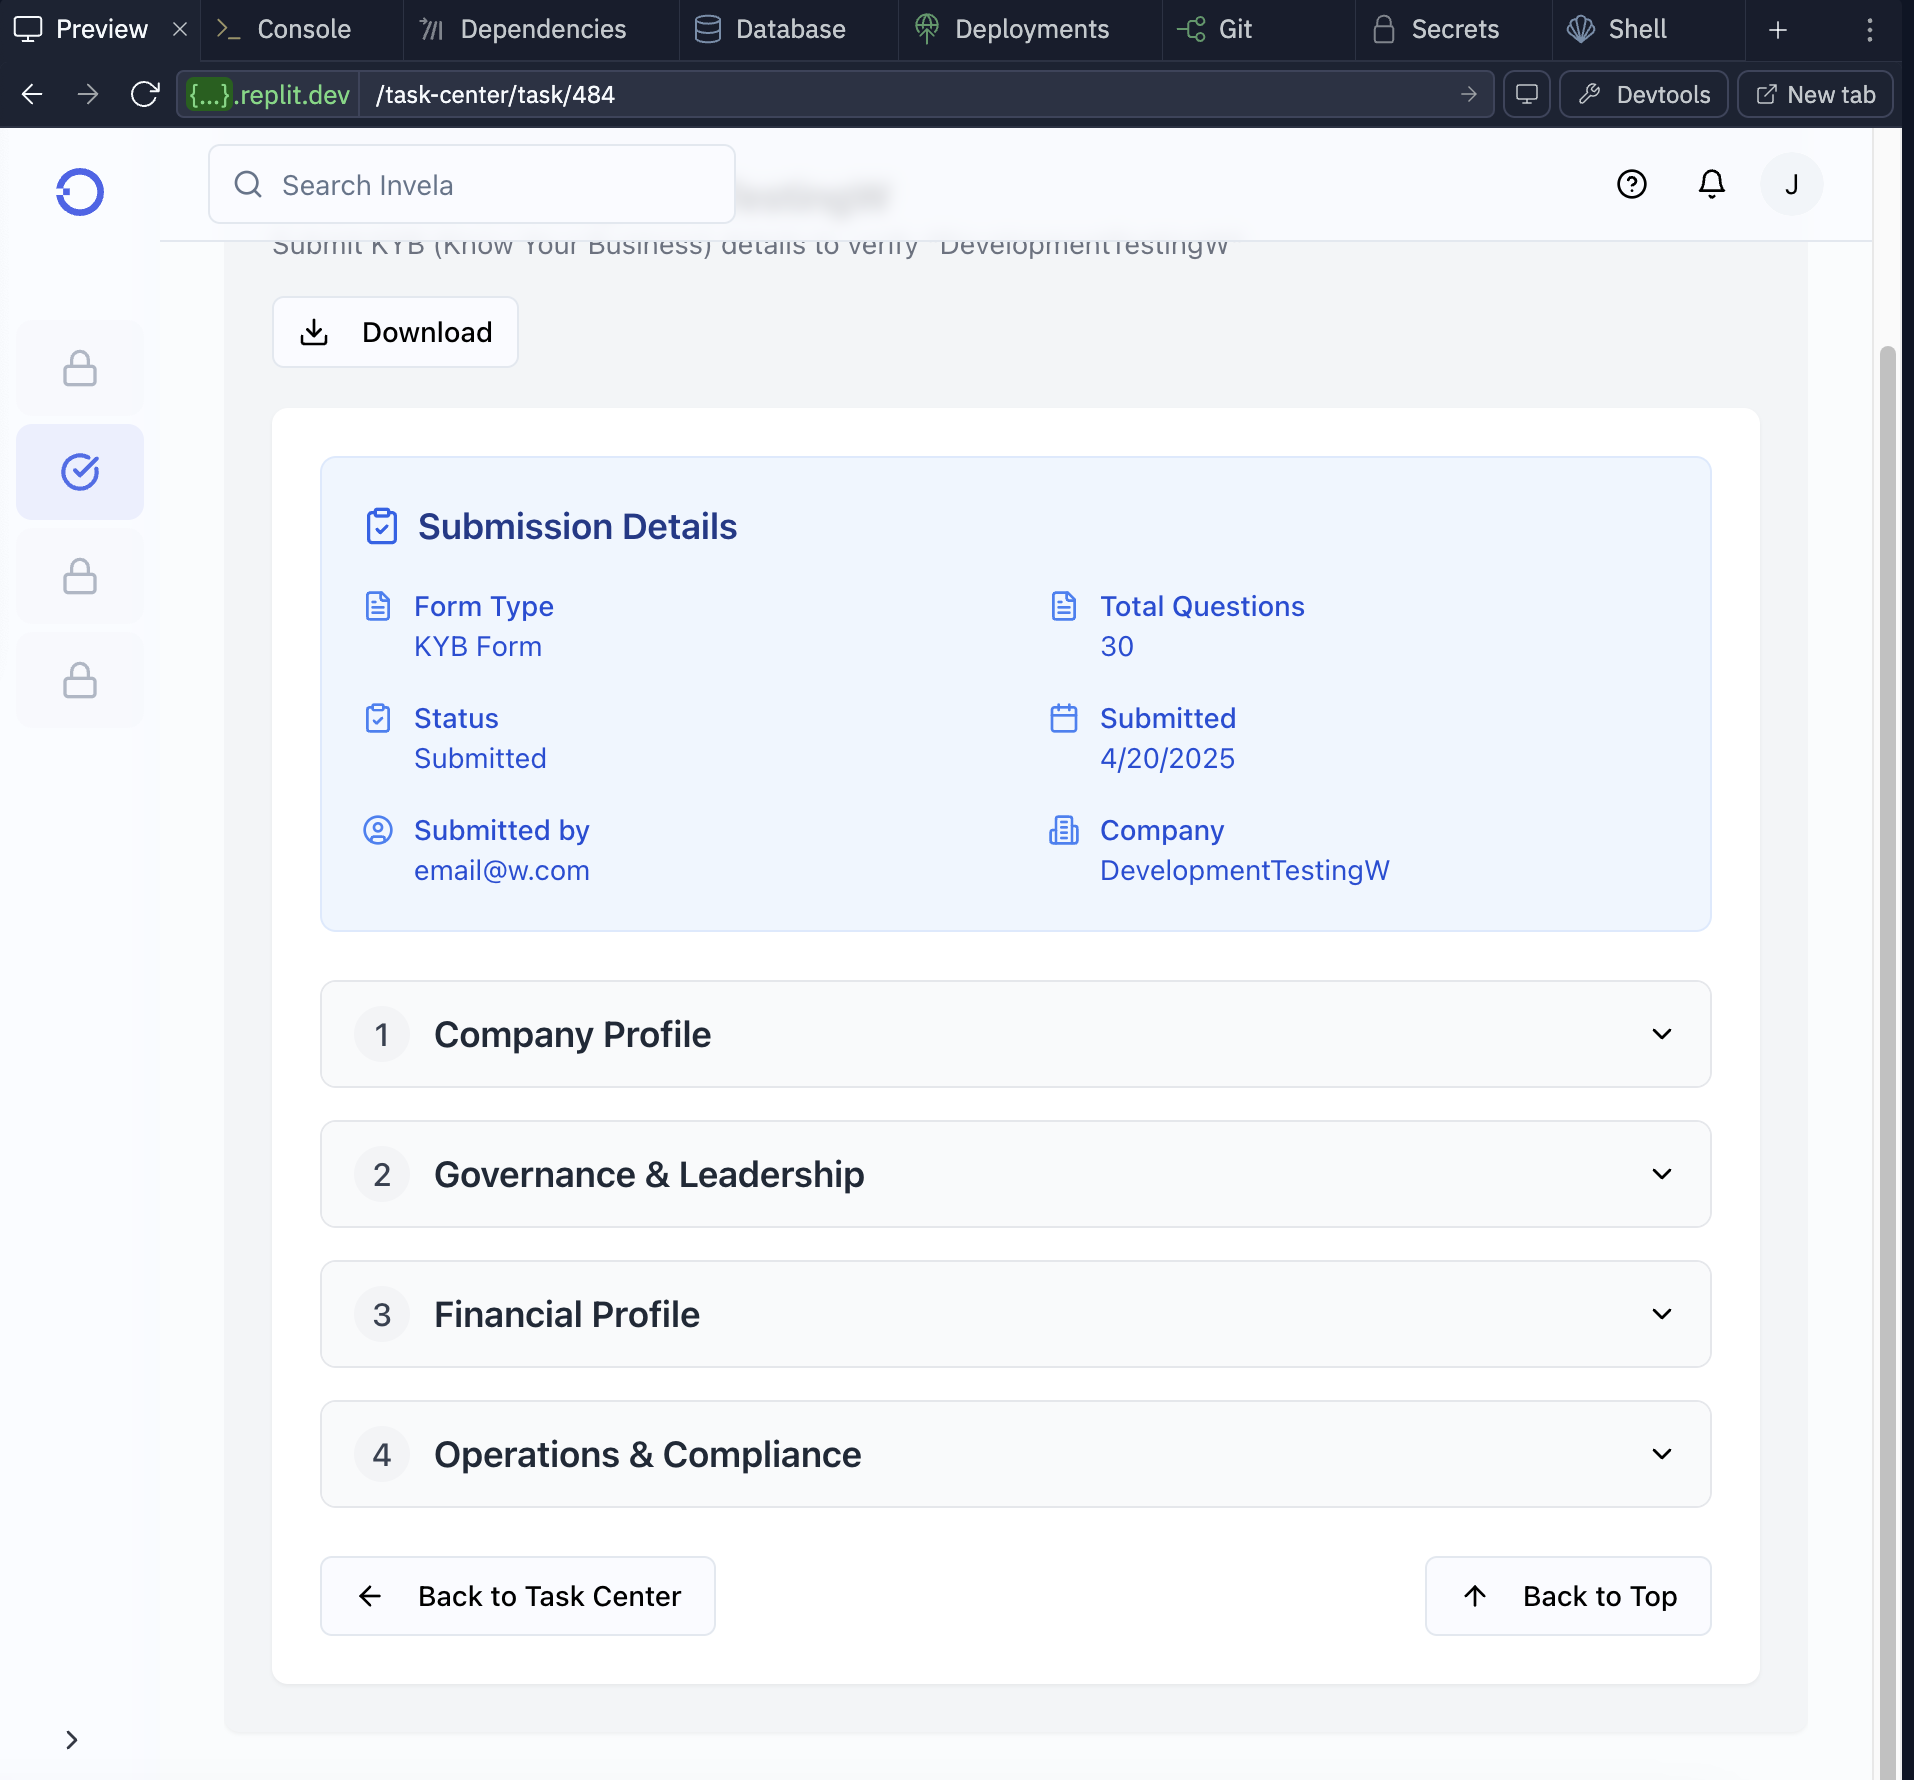 Preview
Console
Dependencies
Database
Deployments
Git
Secrets
Shell
{...}.replit.dev
/task-center/task/484
Devtools
New tab
Search Invela
J
Submit KYB (Know Your Business) details to verify DevelopmentTestingW
Download
Submission Details
Form Type
KYB Form
Total Questions
30
Status
Submitted
Submitted
4/20/2025
Submitted by
email@w.com
Company
DevelopmentTestingW
1 Company Profile
2 Governance & Leadership
3 Financial Profile
4 Operations & Compliance
Back to Task Center
Back to Top